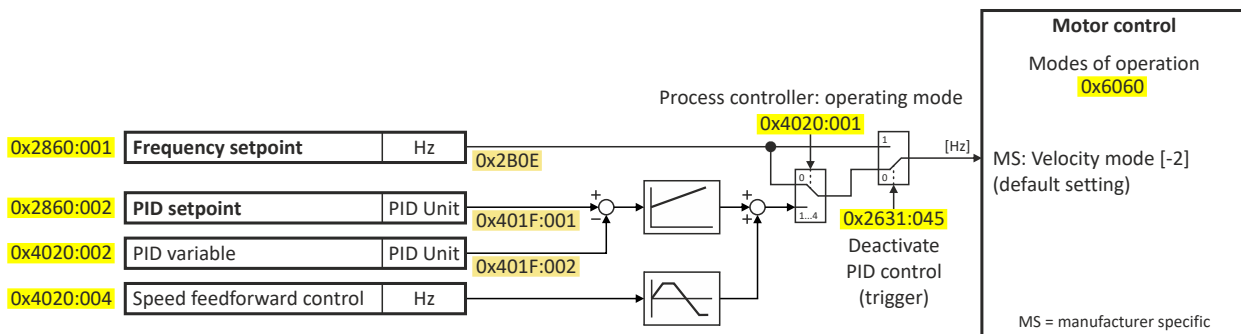 Motor control
Modes of operation
0x6060
Process controller: operating mode
0x4020:001
0x2860:001 Frequency setpoint Hz
0x2B0E
1
[Hz]
MS: Velocity mode [-2]
(default setting)
0
0
0x2860:002 PID setpoint PID Unit
0x401F:001
+
−
+
+
1...4
0x2631:045
0x4020:002 PID variable PID Unit
0x401F:002
Deactivate
PID control
(trigger)
0x4020:004 Speed feedforward control Hz
MS = manufacturer specific